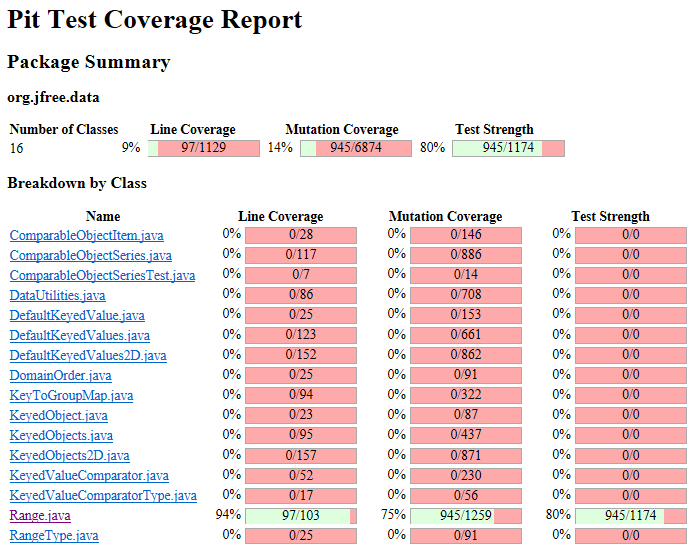 Pit Test Coverage Report
Package Summary
org.jfree.data
Number of Classes Line Coverage Mutation Coverage Test Strength
16 9% 97/1129 14% 945/6874 80% 945/1174
Breakdown by Class
Name Line Coverage Mutation Coverage Test Strength
ComparableObjectItem.java 0% 0/28 0% 0/146 0% 0/0
ComparableObjectSeries.java 0% 0/117 0% 0/886 0% 0/0
ComparableObjectSeriesTest.java 0% 0/7 0% 0/14 0% 0/0
DataUtilities.java 0% 0/86 0% 0/708 0% 0/0
DefaultKeyedValue.java 0% 0/25 0% 0/153 0% 0/0
DefaultKeyedValues.java 0% 0/123 0% 0/661 0% 0/0
DefaultKeyedValues2D.java 0% 0/152 0% 0/862 0% 0/0
DomainOrder.java 0% 0/25 0% 0/91 0% 0/0
KeyToGroupMap.java 0% 0/94 0% 0/322 0% 0/0
KeyedObject.java 0% 0/23 0% 0/87 0% 0/0
KeyedObjects.java 0% 0/95 0% 0/437 0% 0/0
KeyedObjects2D.java 0% 0/157 0% 0/871 0% 0/0
KeyedValueComparator.java 0% 0/52 0% 0/230 0% 0/0
KeyedValueComparatorType.java 0% 0/17 0% 0/56 0% 0/0
Range.java 94% 97/103 75% 945/1259 80% 945/1174
RangeType.java 0% 0/25 0% 0/91 0% 0/0